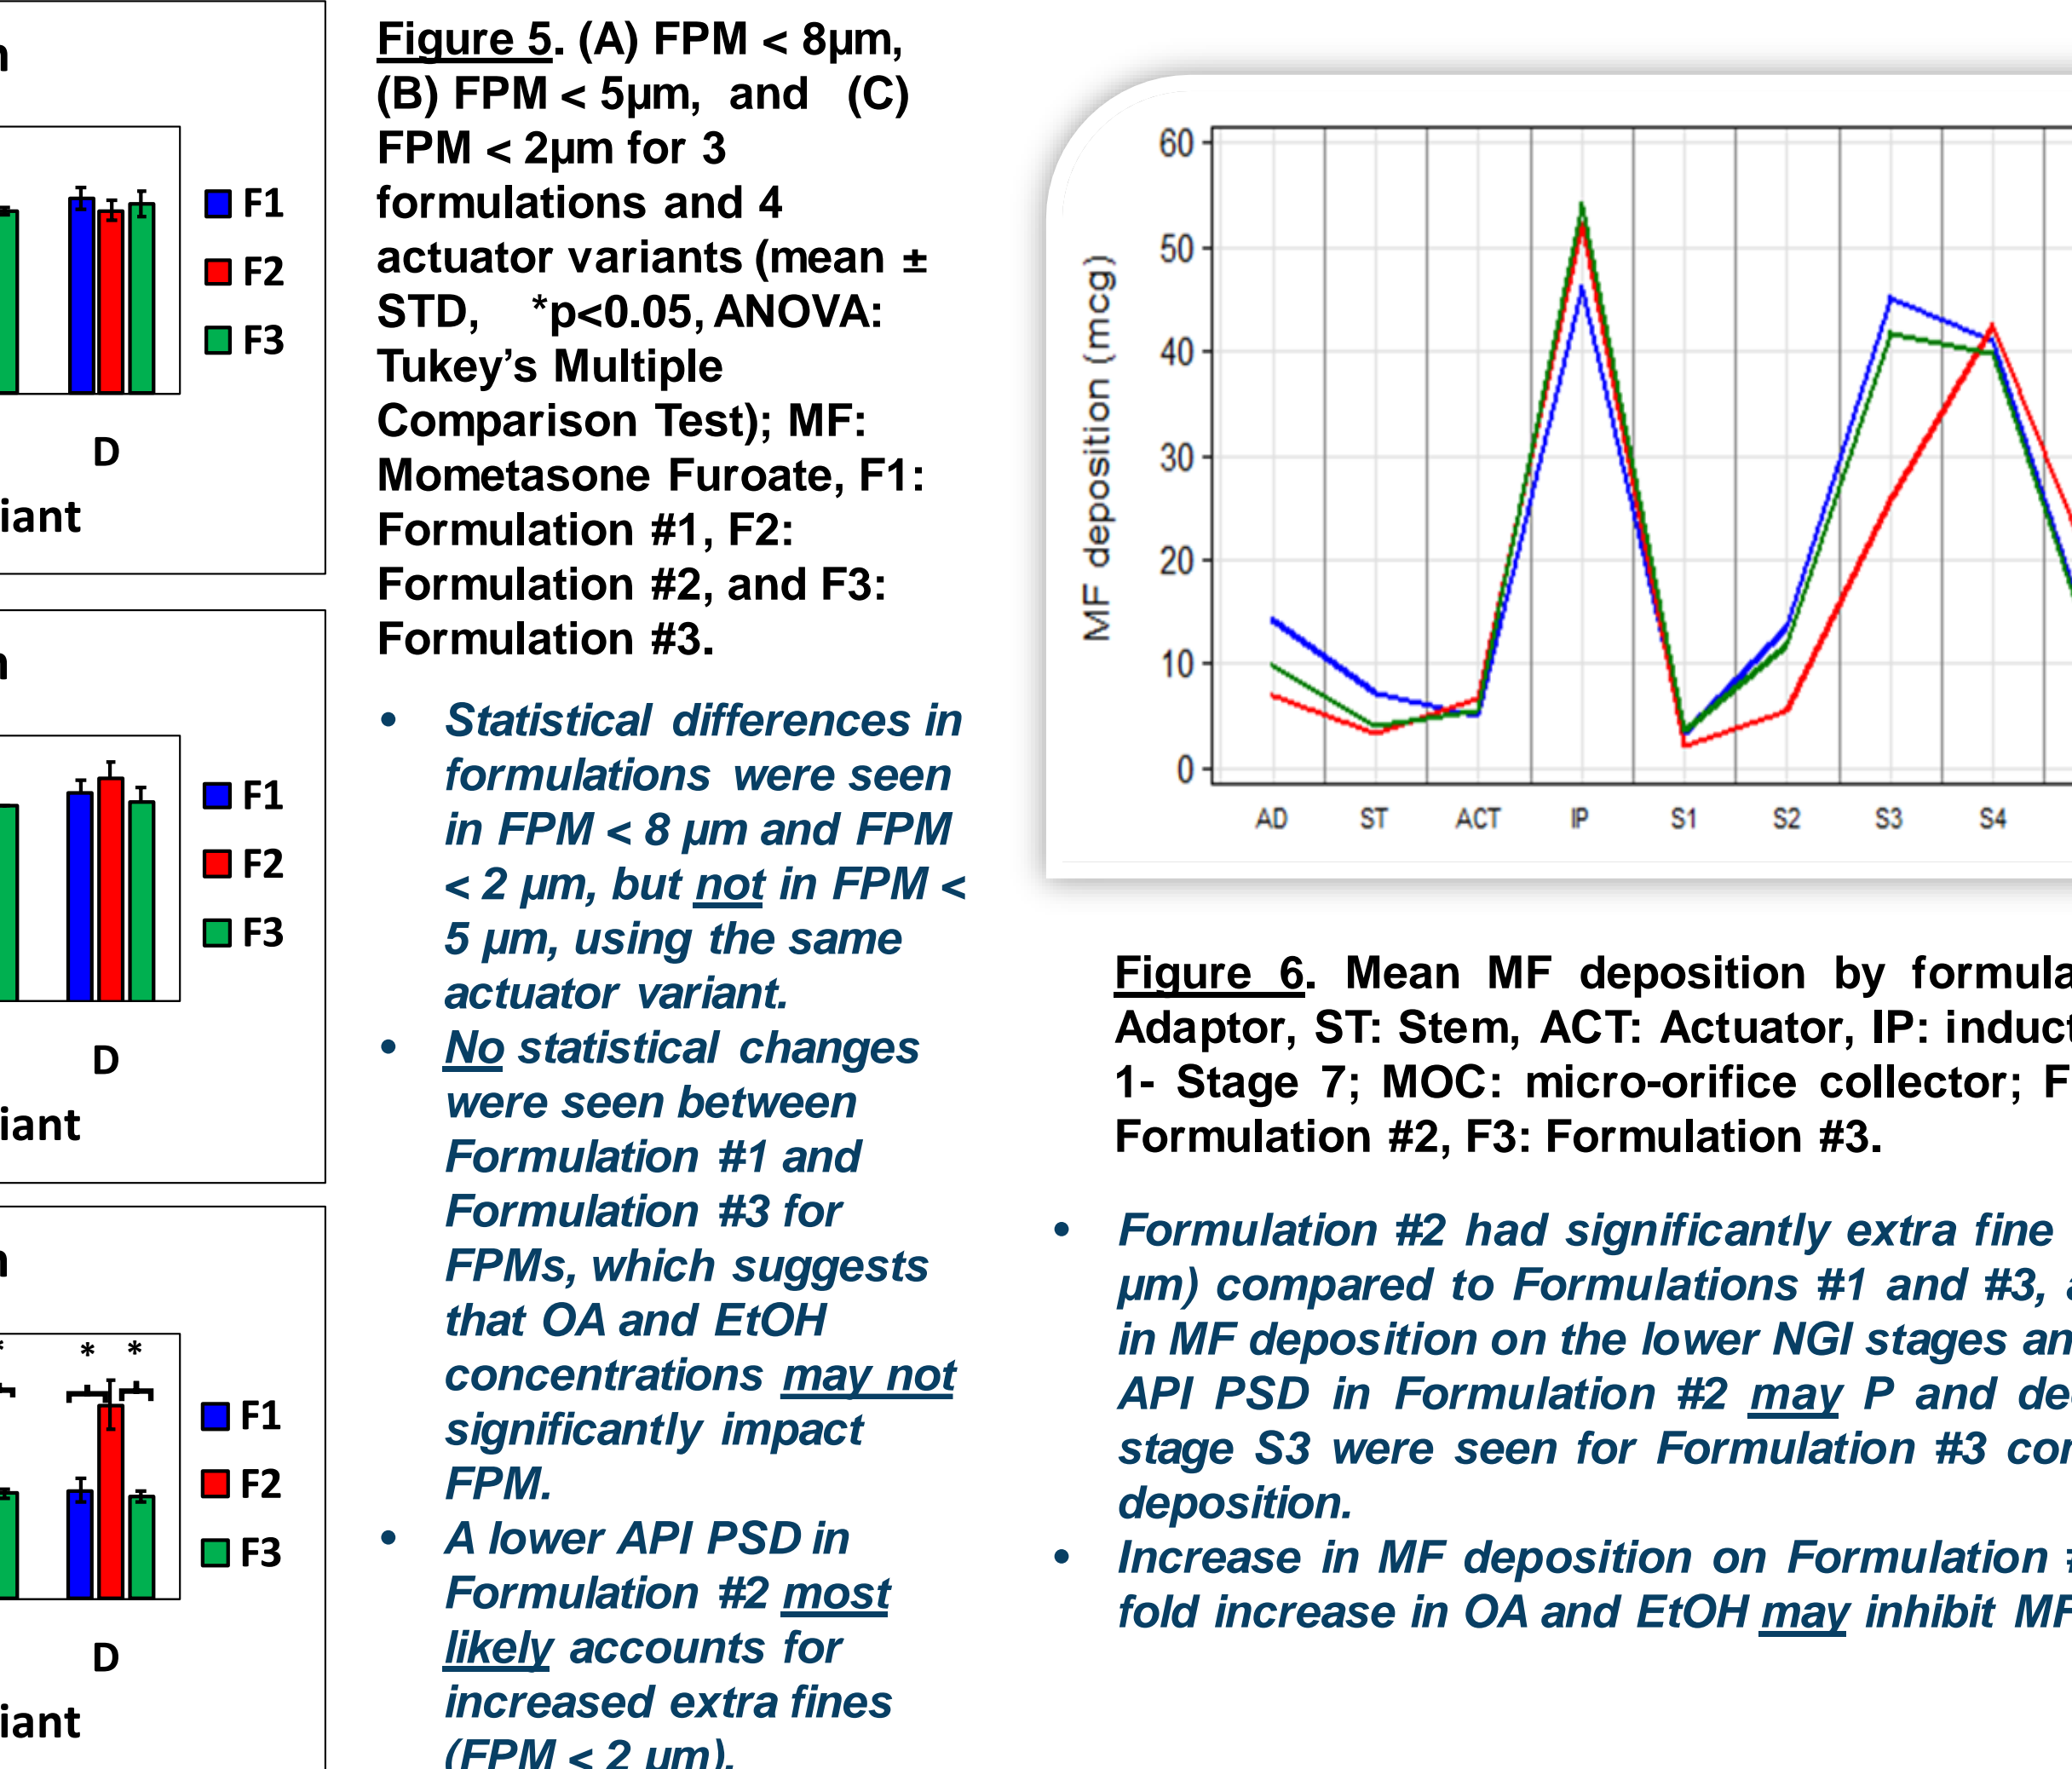 F1
F2
F3
D
iant
F1
F2
F3
D
iant
*
*
*
F1
F2
F3
D
iant
Figure 5. (A) FPM < 8µm,
(B) FPM < 5µm, and (C)
FPM < 2µm for 3
formulations and 4
actuator variants (mean ±
STD, *p<0.05, ANOVA:
Tukey's Multiple
Comparison Test); MF:
Mometasone Furoate, F1:
Formulation #1, F2:
Formulation #2, and F3:
Formulation #3.
• Statistical differences in
formulations were seen
in FPM < 8 µm and FPM
< 2 µm, but not in FPM <
5 µm, using the same
actuator variant.
• No statistical changes
were seen between
Formulation #1 and
Formulation #3 for
FPMs, which suggests
that OA and EtOH
concentrations may not
significantly impact
FPM.
• A lower API PSD in
Formulation #2 most
likely accounts for
increased extra fines
(FPM < 2 µm).
MF deposition (mcg)
60
50
40
30
20
10
0
AD ST ACT IP S1 S2 S3 S4
Figure 6. Mean MF deposition by formula
Adaptor, ST: Stem, ACT: Actuator, IP: induct
1- Stage 7; MOC: micro-orifice collector; F
Formulation #2, F3: Formulation #3.
• Formulation #2 had significantly extra fine
µm) compared to Formulations #1 and #3, a
in MF deposition on the lower NGI stages an
API PSD in Formulation #2 may P and de
stage S3 were seen for Formulation #3 con
deposition.
• Increase in MF deposition on Formulation #
fold increase in OA and EtOH may inhibit MF